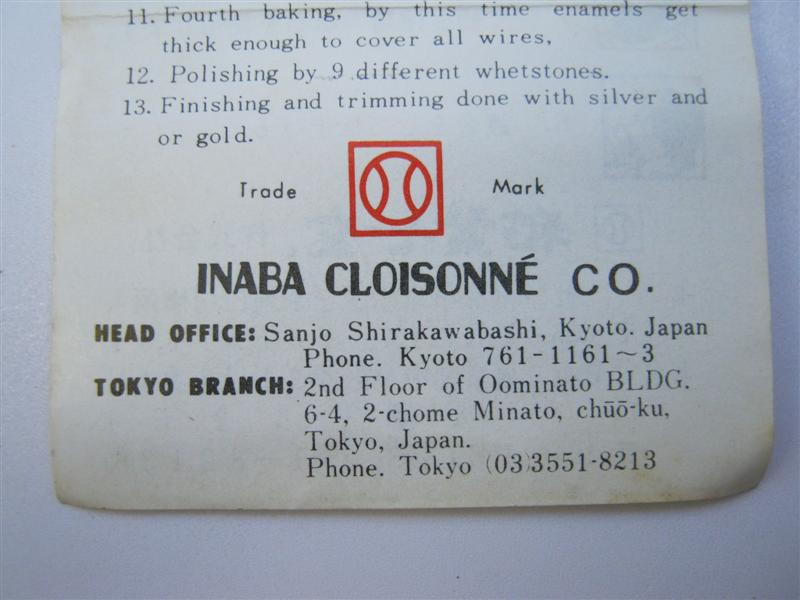 11. Fourth baking, by this time enamels get
thick enough to cover all wires,
12. Polishing by 9 different whetstones.
13. Finishing and trimming done with silver and
or gold.
Trade Mark
INABA CLOISONNÉ CO.
HEAD OFFICE: Sanjo Shirakawabashi, Kyoto. Japan
Phone. Kyoto 761-1161~3
TOKYO BRANCH: 2nd Floor of Oominato BLDG.
6-4, 2-chome Minato, chūō-ku,
Tokyo, Japan.
Phone. Tokyo (03)3551-8213